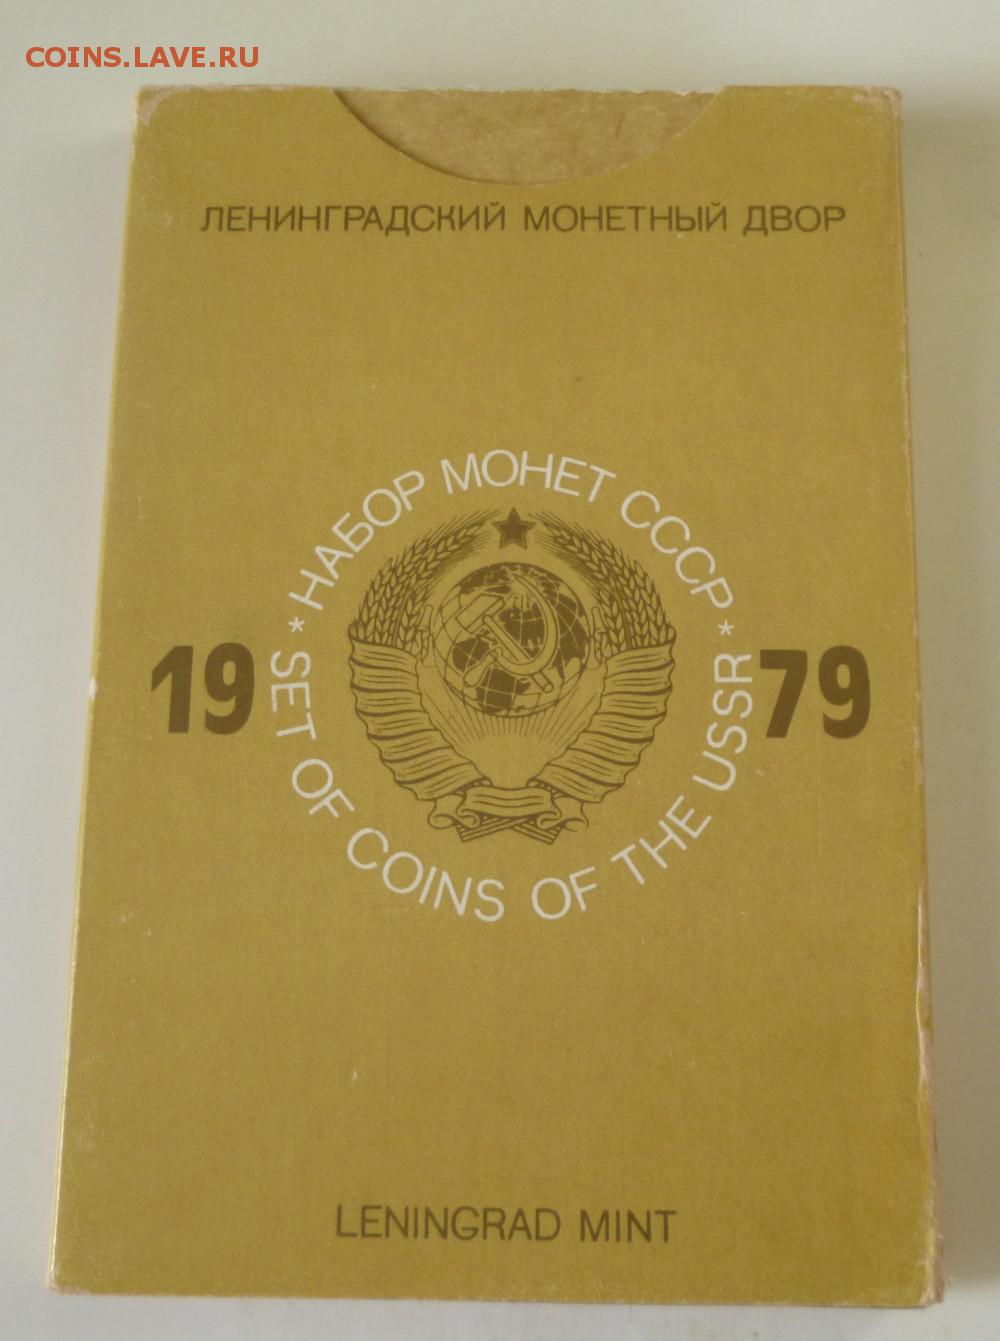 COINS.LAVE.RU
ЛЕНИНГРАДСКИЙ МОНЕТНЫЙ ДВОР
* НАБОР МОНЕТ СССР *
19 79
SET OF COINS OF THE USSR
LENINGRAD MINT